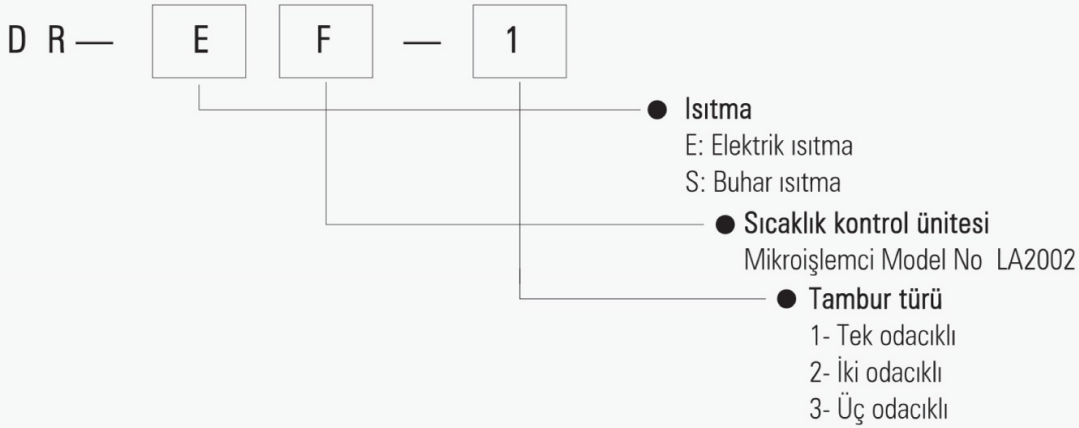 D R — E F — 1
Isıtma
E: Elektrik ısıtma
S: Buhar ısıtma
Sıcaklık kontrol ünitesi
Mikroişlemci Model No LA2002
Tambur türü
1- Tek odacıklı
2- İki odacıklı
3- Üç odacıklı